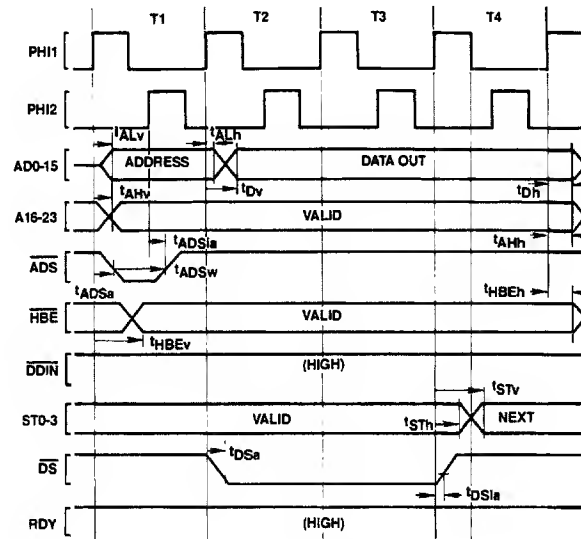 T1 T2 T3 T4
PHI1
PHI2
tALv tALh
AD0-15 ADDRESS DATA OUT
tAHv tDv tDh
A16-23 VALID
tADSia tAHh
ADS
tADSw
tADSa tHBEh
HBE VALID
tHBEv
DDIN (HIGH)
tSTv
ST0-3 VALID tSTh NEXT
tDSa
DS
tDSia
RDY (HIGH)